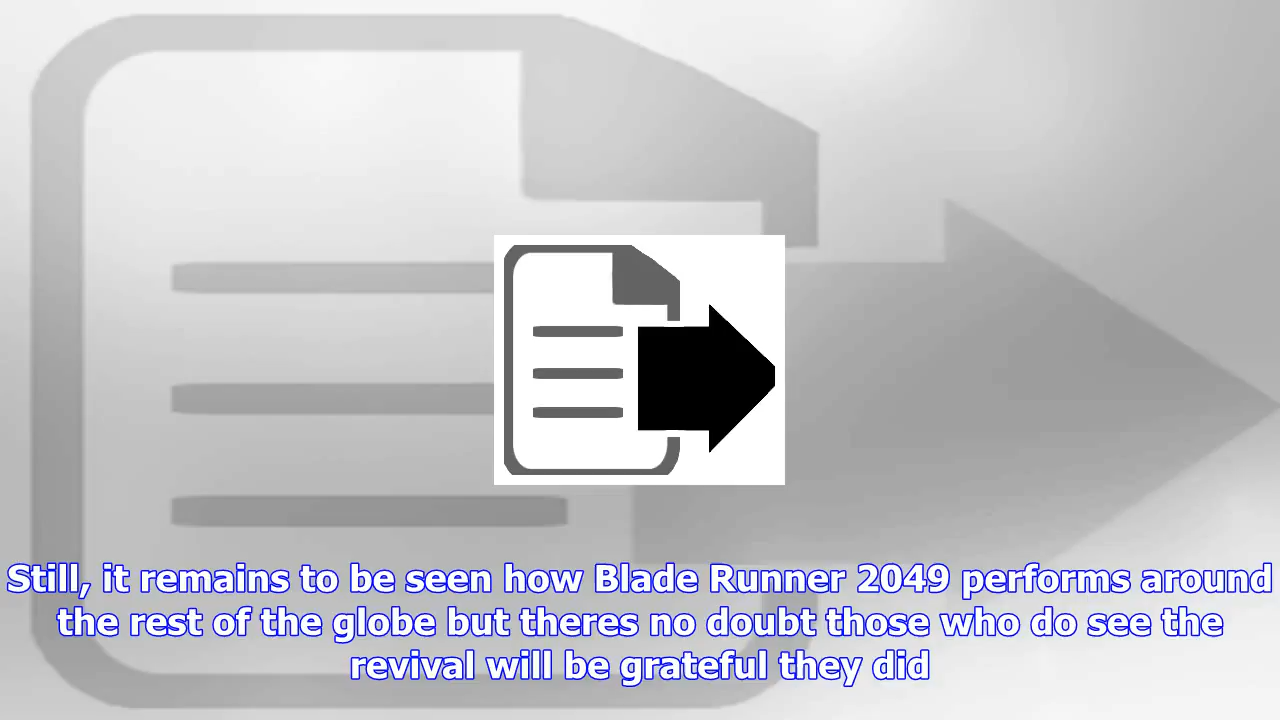 Still, it remains to be seen how Blade Runner 2049 performs around
the rest of the globe but theres no doubt those who do see the
revival will be grateful they did